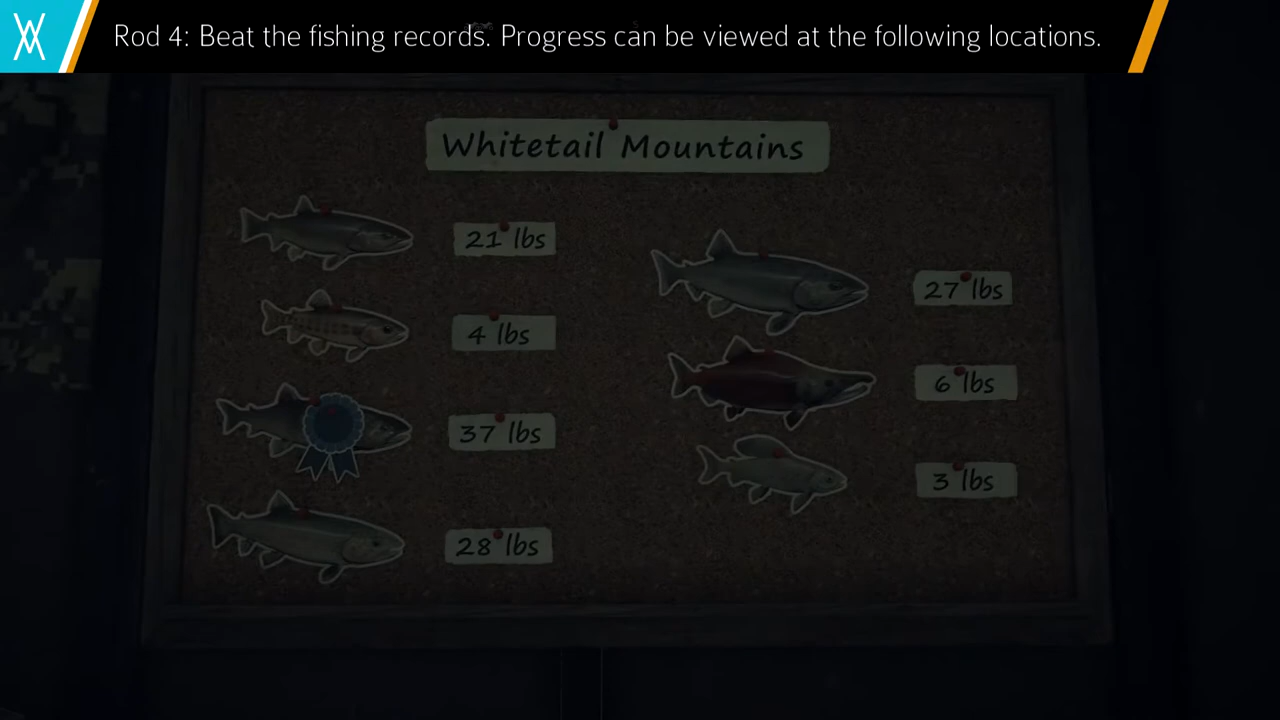 Rod 4: Beat the fishing records. Progress can be viewed at the following locations.
Whitetail Mountains
21 lbs
4 lbs
37 lbs
28 lbs
27 lbs
6 lbs
3 lbs